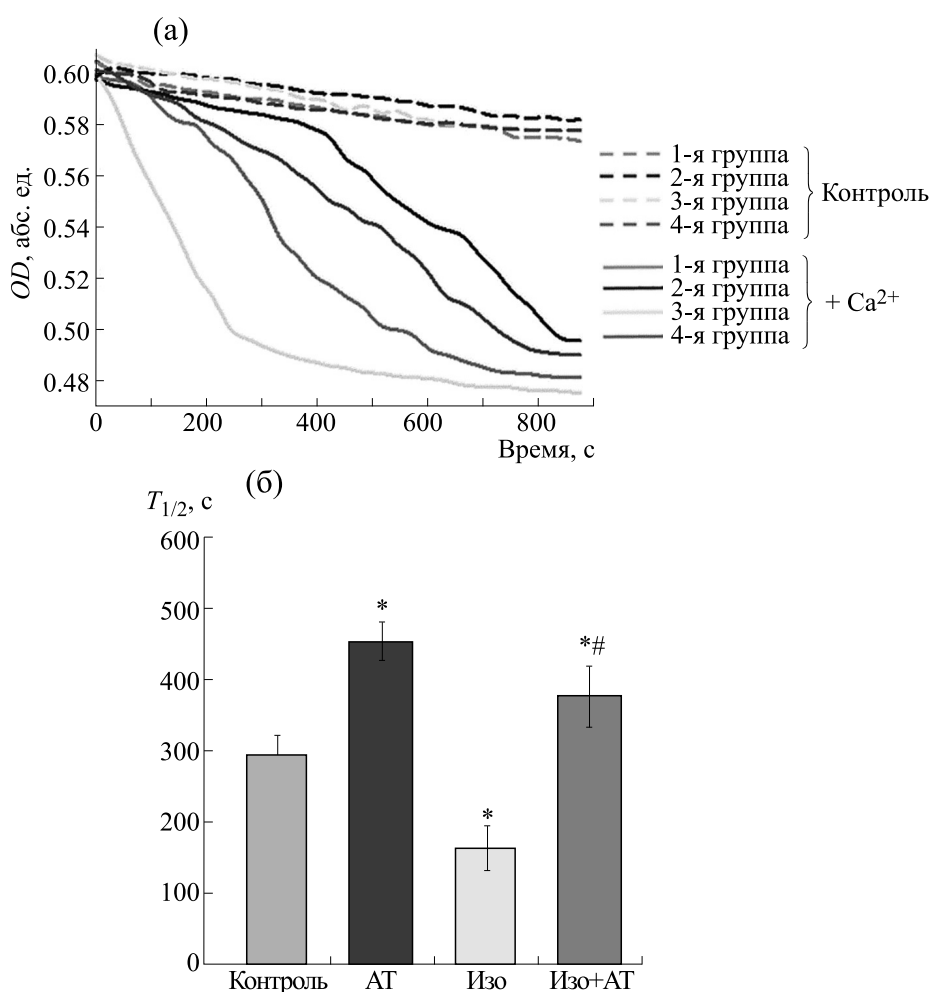 (а)
OD, абс. ед.
0.60
0.58
0.56
0.54
0.52
0.50
0.48
0 200 400 600 800
Время, с
1-я группа
2-я группа
3-я группа
4-я группа
Контроль
1-я группа
2-я группа
3-я группа
4-я группа
+ Ca2+
(б)
T1/2, с
600
500
400
300
200
100
0
*
*
*#
Контроль АТ Изо Изо+АТ